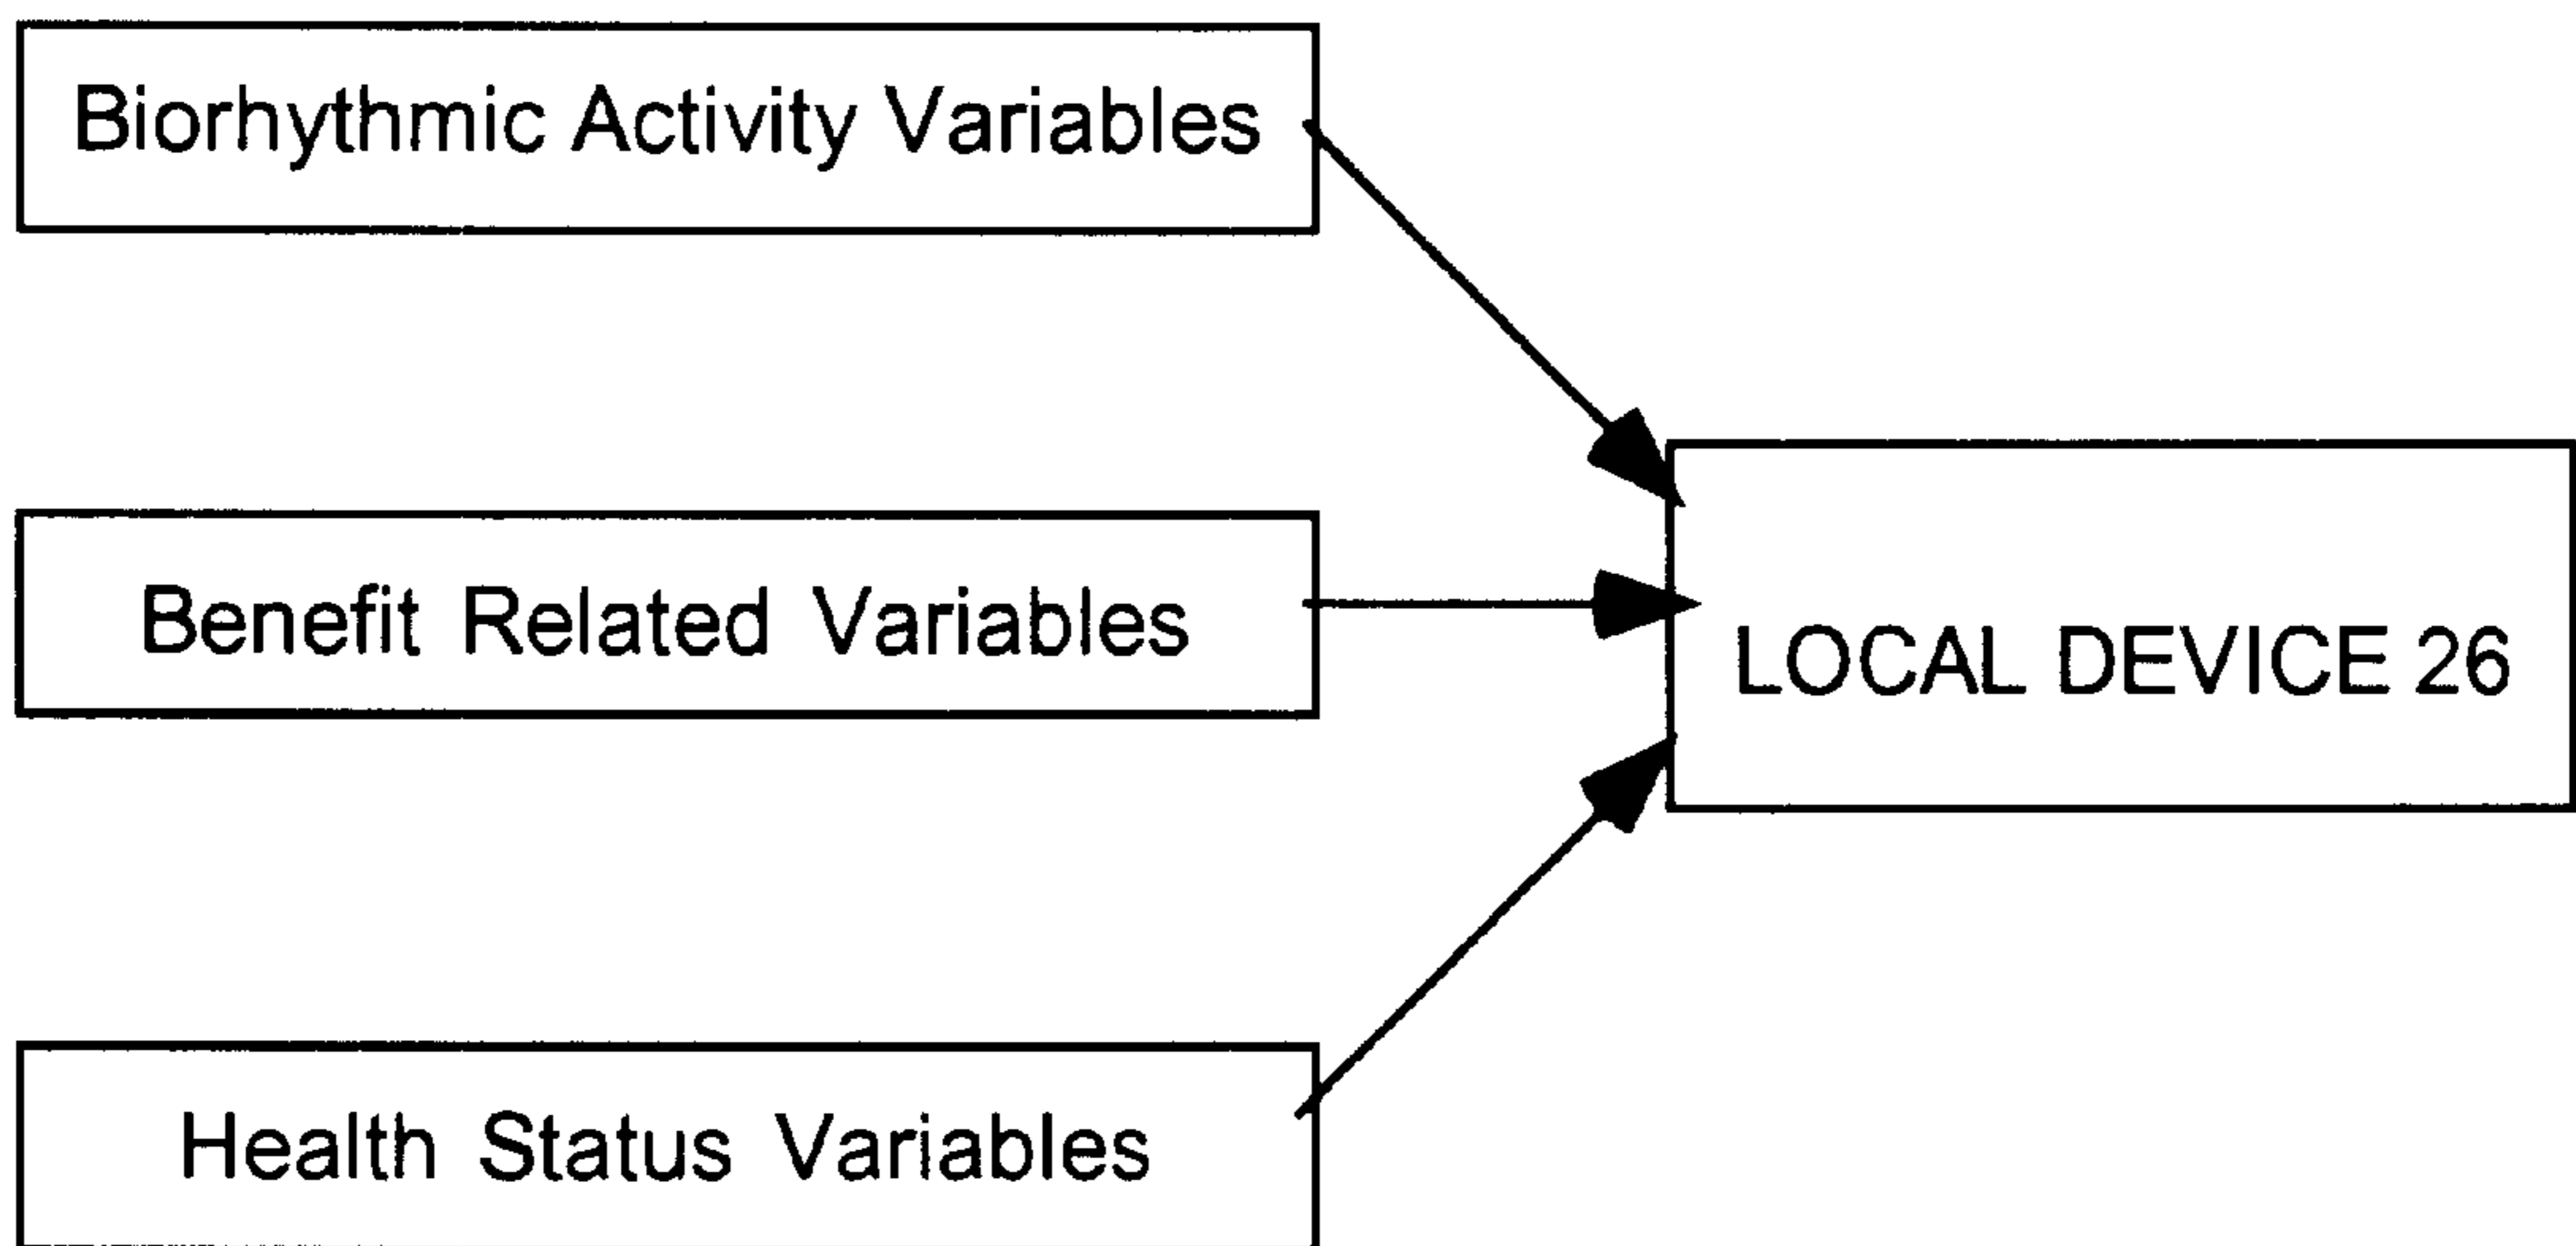 Biorhythmic Activity Variables
Benefit Related Variables
LOCAL DEVICE 26
Health Status Variables